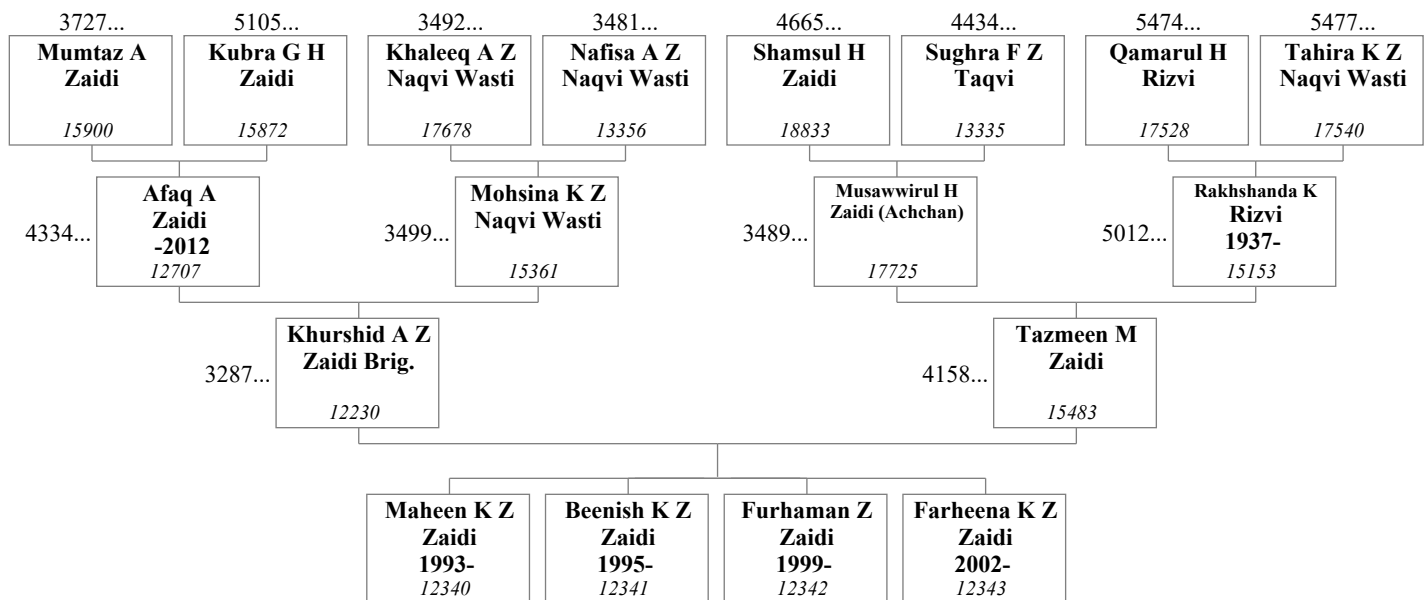 3727... 5105... 3492... 3481... 4665... 4434... 5474... 5477...
Mumtaz A
Zaidi
15900
Kubra G H
Zaidi
15872
Khaleeq A Z
Naqvi Wasti
17678
Nafisa A Z
Naqvi Wasti
13356
Shamsul H
Zaidi
18833
Sughra F Z
Taqvi
13335
Qamarul H
Rizvi
17528
Tahira K Z
Naqvi Wasti
17540
4334...
Afaq A
Zaidi
-2012
12707
3499...
Mohsina K Z
Naqvi Wasti
15361
3489...
Musawwirul H
Zaidi (Achchan)
17725
5012...
Rakhshanda K
Rizvi
1937-
15153
3287...
Khurshid A Z
Zaidi Brig.
12230
4158...
Tazmeen M
Zaidi
15483
Maheen K Z
Zaidi
1993-
12340
Beenish K Z
Zaidi
1995-
12341
Furhaman Z
Zaidi
1999-
12342
Farheena K Z
Zaidi
2002-
12343